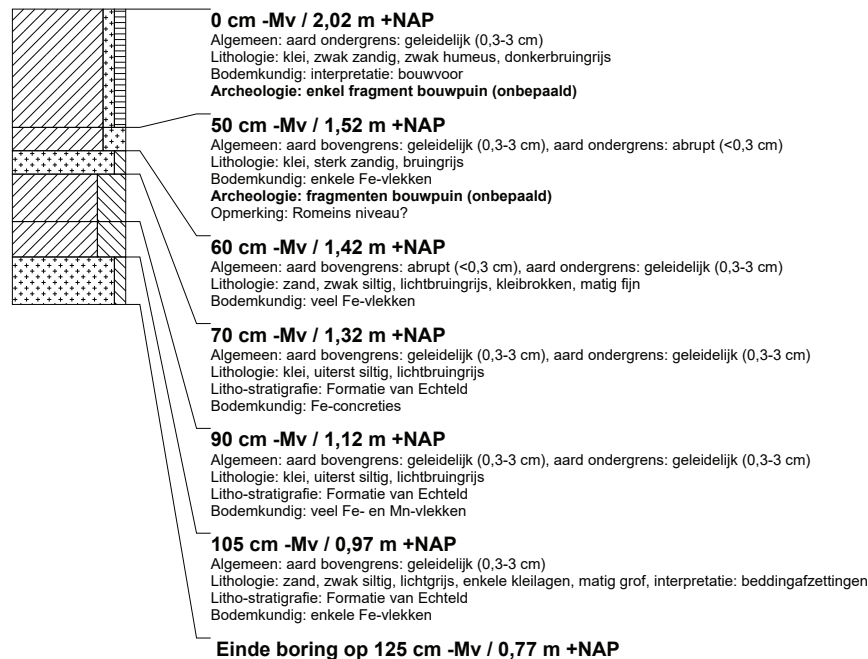 0 cm -Mv / 2,02 m +NAP
Algemeen: aard ondergrens: geleidelijk (0,3-3 cm)
Lithologie: klei, zwak zandig, zwak humeus, donkerbruingrijs
Bodemkundig: interpretatie: bouwvoor
Archeologie: enkel fragment bouwpuin (onbepaald)
50 cm -Mv / 1,52 m +NAP
Algemeen: aard bovengrens: geleidelijk (0,3-3 cm), aard ondergrens: abrupt (<0,3 cm)
Lithologie: klei, sterk zandig, bruingrijs
Bodemkundig: enkele Fe-vlekken
Archeologie: fragmenten bouwpuin (onbepaald)
Opmerking: Romeins niveau?
60 cm -Mv / 1,42 m +NAP
Algemeen: aard bovengrens: abrupt (<0,3 cm), aard ondergrens: geleidelijk (0,3-3 cm)
Lithologie: zand, zwak siltig, lichtbruingrijs, kleibrokken, matig fijn
Bodemkundig: veel Fe-vlekken
70 cm -Mv / 1,32 m +NAP
Algemeen: aard bovengrens: geleidelijk (0,3-3 cm), aard ondergrens: geleidelijk (0,3-3 cm)
Lithologie: klei, uiterst siltig, lichtbruingrijs
Litho-stratigrafie: Formatie van Echteld
Bodemkundig: Fe-concreties
90 cm -Mv / 1,12 m +NAP
Algemeen: aard bovengrens: geleidelijk (0,3-3 cm), aard ondergrens: geleidelijk (0,3-3 cm)
Lithologie: klei, uiterst siltig, lichtbruingrijs
Litho-stratigrafie: Formatie van Echteld
Bodemkundig: veel Fe- en Mn-vlekken
105 cm -Mv / 0,97 m +NAP
Algemeen: aard bovengrens: geleidelijk (0,3-3 cm)
Lithologie: zand, zwak siltig, lichtgrijs, enkele kleilagen, matig grof, interpretatie: beddingafzettingen
Litho-stratigrafie: Formatie van Echteld
Bodemkundig: enkele Fe-vlekken
Einde boring op 125 cm -Mv / 0,77 m +NAP